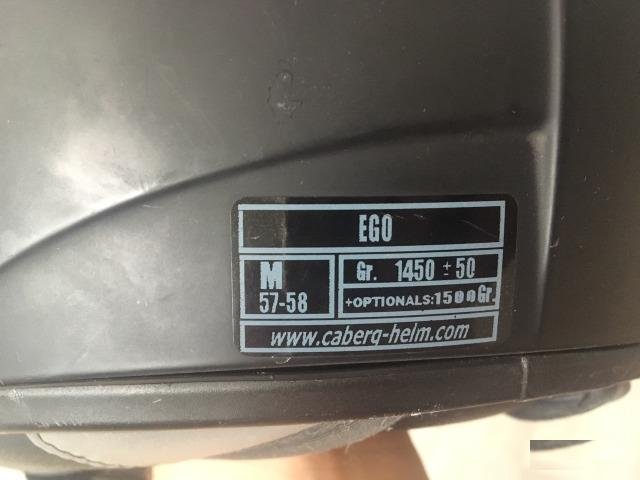 EGO
M
57-58
Gr. 1450 ± 50
+OPTIONALS: 1500Gr.
www.caberg-helm.com